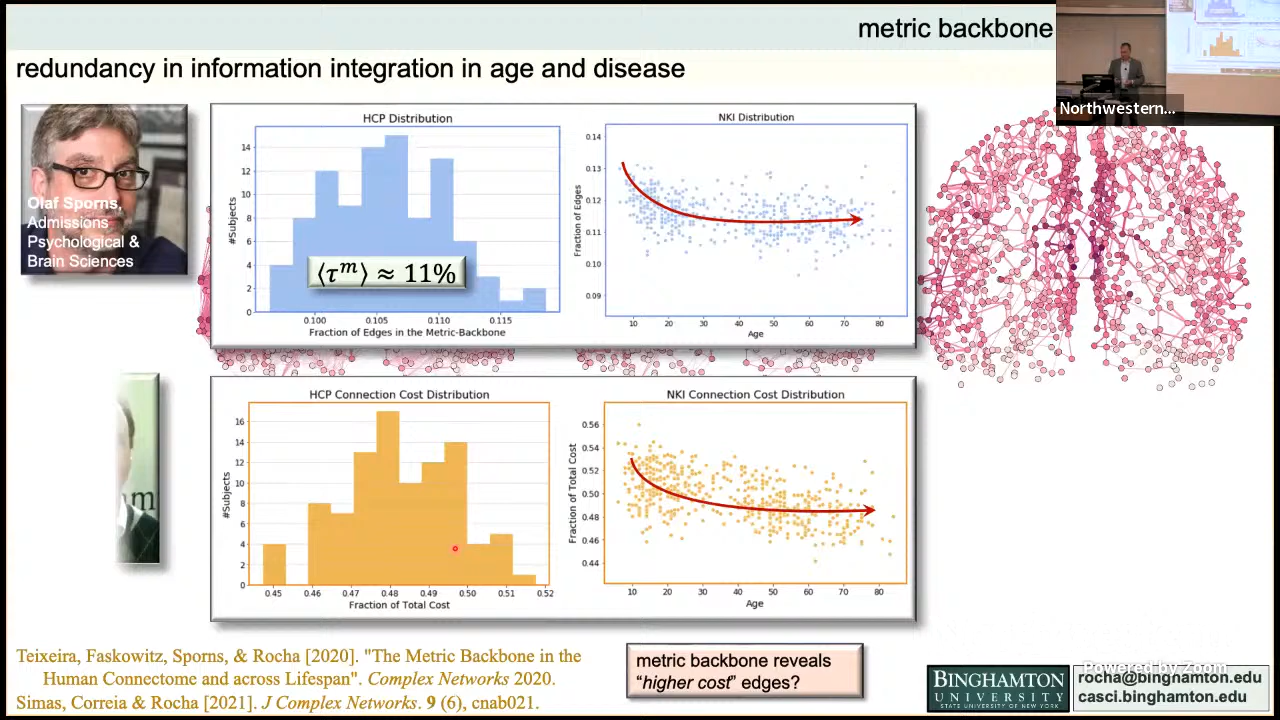 metric backbone
redundancy in information integration in age and disease
Northwestern...
Olaf Sporns,
Admissions
Psychological &
Brain Sciences
HCP Distribution
#Subjects
14
12
10
8
6
4
2
0
0.100 0.105 0.110 0.115
Fraction of Edges in the Metric-Backbone
⟨τᵐ⟩ ≈ 11%
NKI Distribution
Fraction of Edges
0.14
0.13
0.12
0.11
0.10
0.09
10 20 30 40 50 60 70 80
Age
HCP Connection Cost Distribution
#Subjects
16
14
12
10
8
6
4
2
0
0.45 0.46 0.47 0.48 0.49 0.50 0.51 0.52
Fraction of Total Cost
NKI Connection Cost Distribution
Fraction of Total Cost
0.56
0.54
0.52
0.50
0.48
0.46
0.44
10 20 30 40 50 60 70 80
Age
Teixeira, Faskowitz, Sporns, & Rocha [2020]. "The Metric Backbone in the
Human Connectome and across Lifespan". Complex Networks 2020.
Simas, Correia & Rocha [2021]. J Complex Networks. 9 (6), cnab021.
metric backbone reveals
“higher cost” edges?
BINGHAMTON
UNIVERSITY
STATE UNIVERSITY OF NEW YORK
Powered by Zoom
rocha@binghamton.edu
casci.binghamton.edu